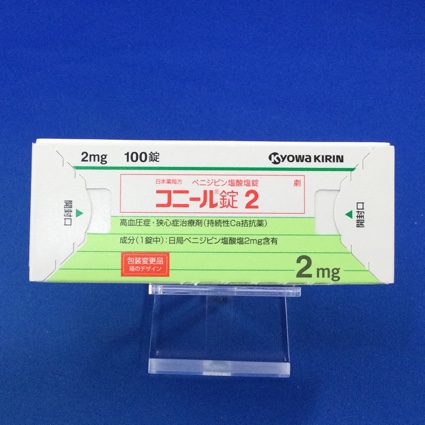 2mg 100錠
KYOWA KIRIN
日本薬局方 ベニジピン塩酸塩錠 劇
コニール®錠 2
高血圧症・狭心症治療剤(持続性Ca拮抗薬)
成分(1錠中):日局ベニジピン塩酸塩2mg含有
包装変更品
箱のデザイン
2mg
開封口
開封口